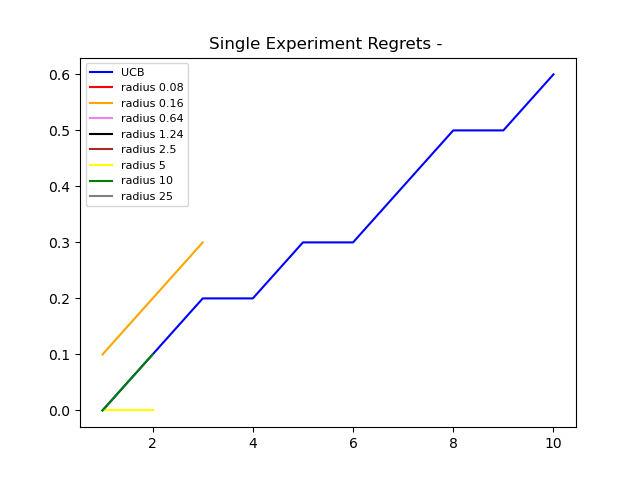 Single Experiment Regrets -
UCB
radius 0.08
radius 0.16
radius 0.64
radius 1.24
radius 2.5
radius 5
radius 10
radius 25
0.6
0.5
0.4
0.3
0.2
0.1
0.0
2 4 6 8 10